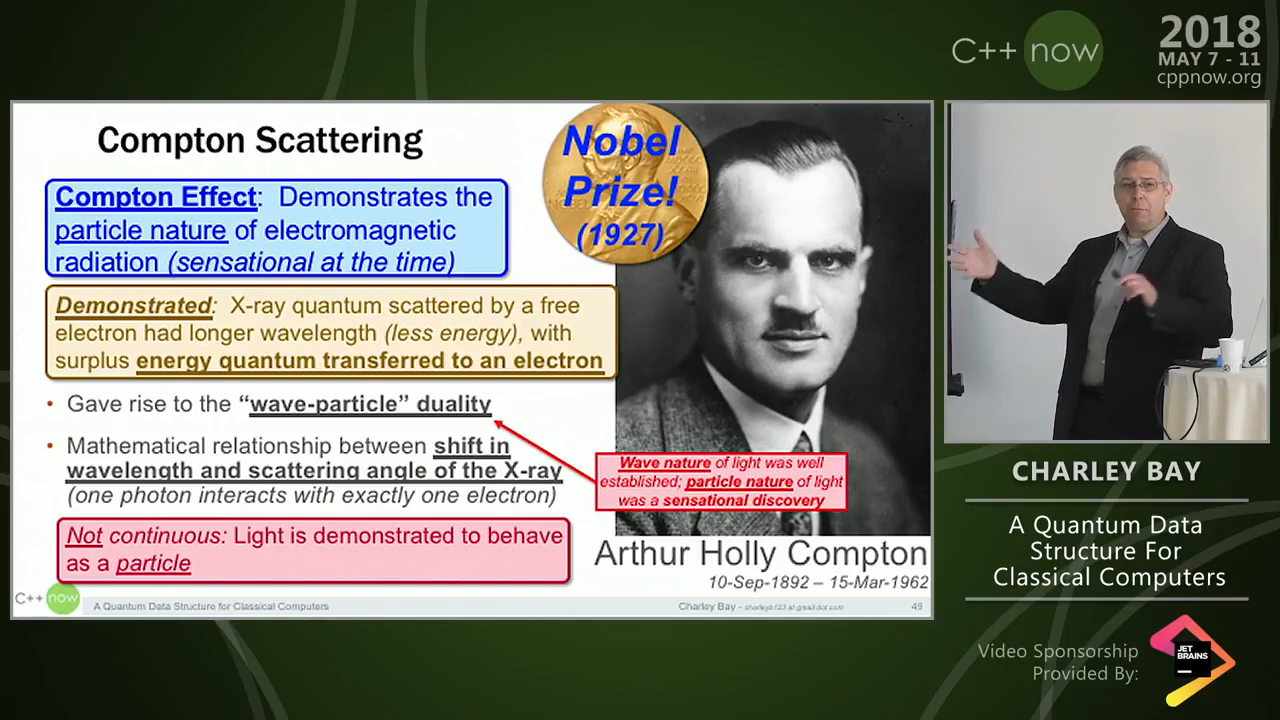 C++ now
2018
MAY 7 - 11
cppnow.org
Compton Scattering
Nobel
Prize!
(1927)
Compton Effect: Demonstrates the
particle nature of electromagnetic
radiation (sensational at the time)
Demonstrated: X-ray quantum scattered by a free
electron had longer wavelength (less energy), with
surplus energy quantum transferred to an electron
• Gave rise to the “wave-particle” duality
• Mathematical relationship between shift in
wavelength and scattering angle of the X-ray
(one photon interacts with exactly one electron)
Wave nature of light was well
established; particle nature of light
was a sensational discovery
Not continuous: Light is demonstrated to behave
as a particle
Arthur Holly Compton
10-Sep-1892 – 15-Mar-1962
C++ now
A Quantum Data Structure for Classical Computers
Charley Bay - charleyb123 at gmail dot com
49
CHARLEY BAY
A Quantum Data
Structure For
Classical Computers
Video Sponsorship
Provided By:
JET
BRAINS